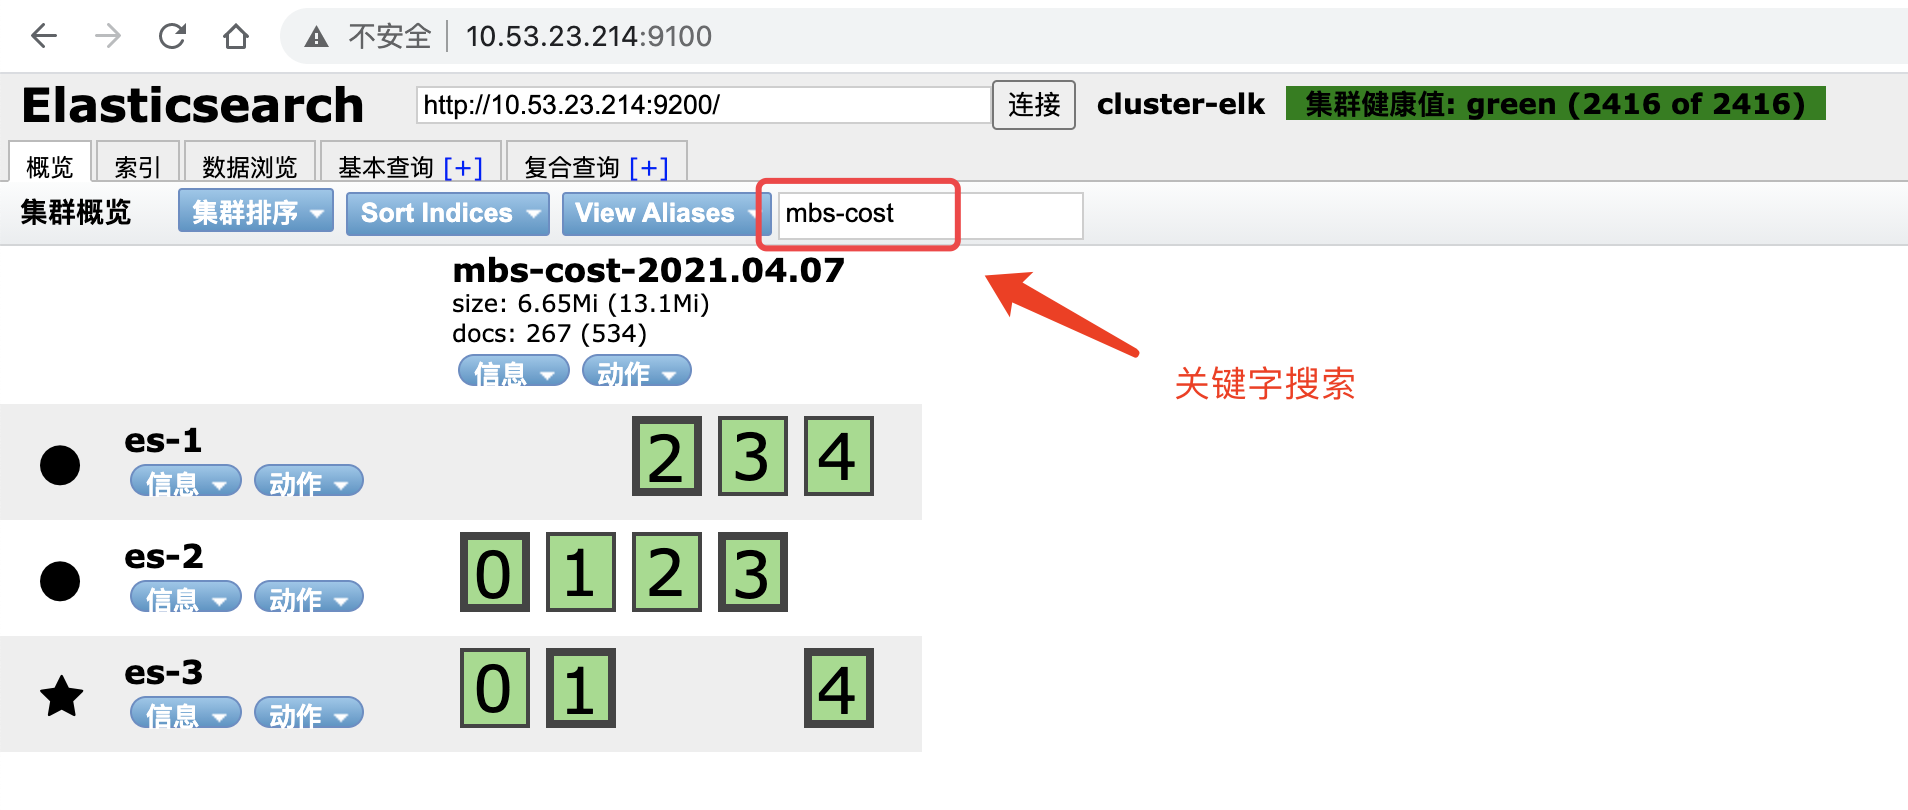 不安全 10.53.23.214:9100
Elasticsearch http://10.53.23.214:9200/ 连接 cluster-elk 集群健康值: green (2416 of 2416)
概览 索引 数据浏览 基本查询 [+] 复合查询 [+]
集群概览 集群排序 Sort Indices View Aliases mbs-cost
mbs-cost-2021.04.07
size: 6.65Mi (13.1Mi)
docs: 267 (534)
信息 动作
关键字搜索
es-1 2 3 4
信息 动作
es-2 0 1 2 3
信息 动作
es-3 0 1 4
信息 动作